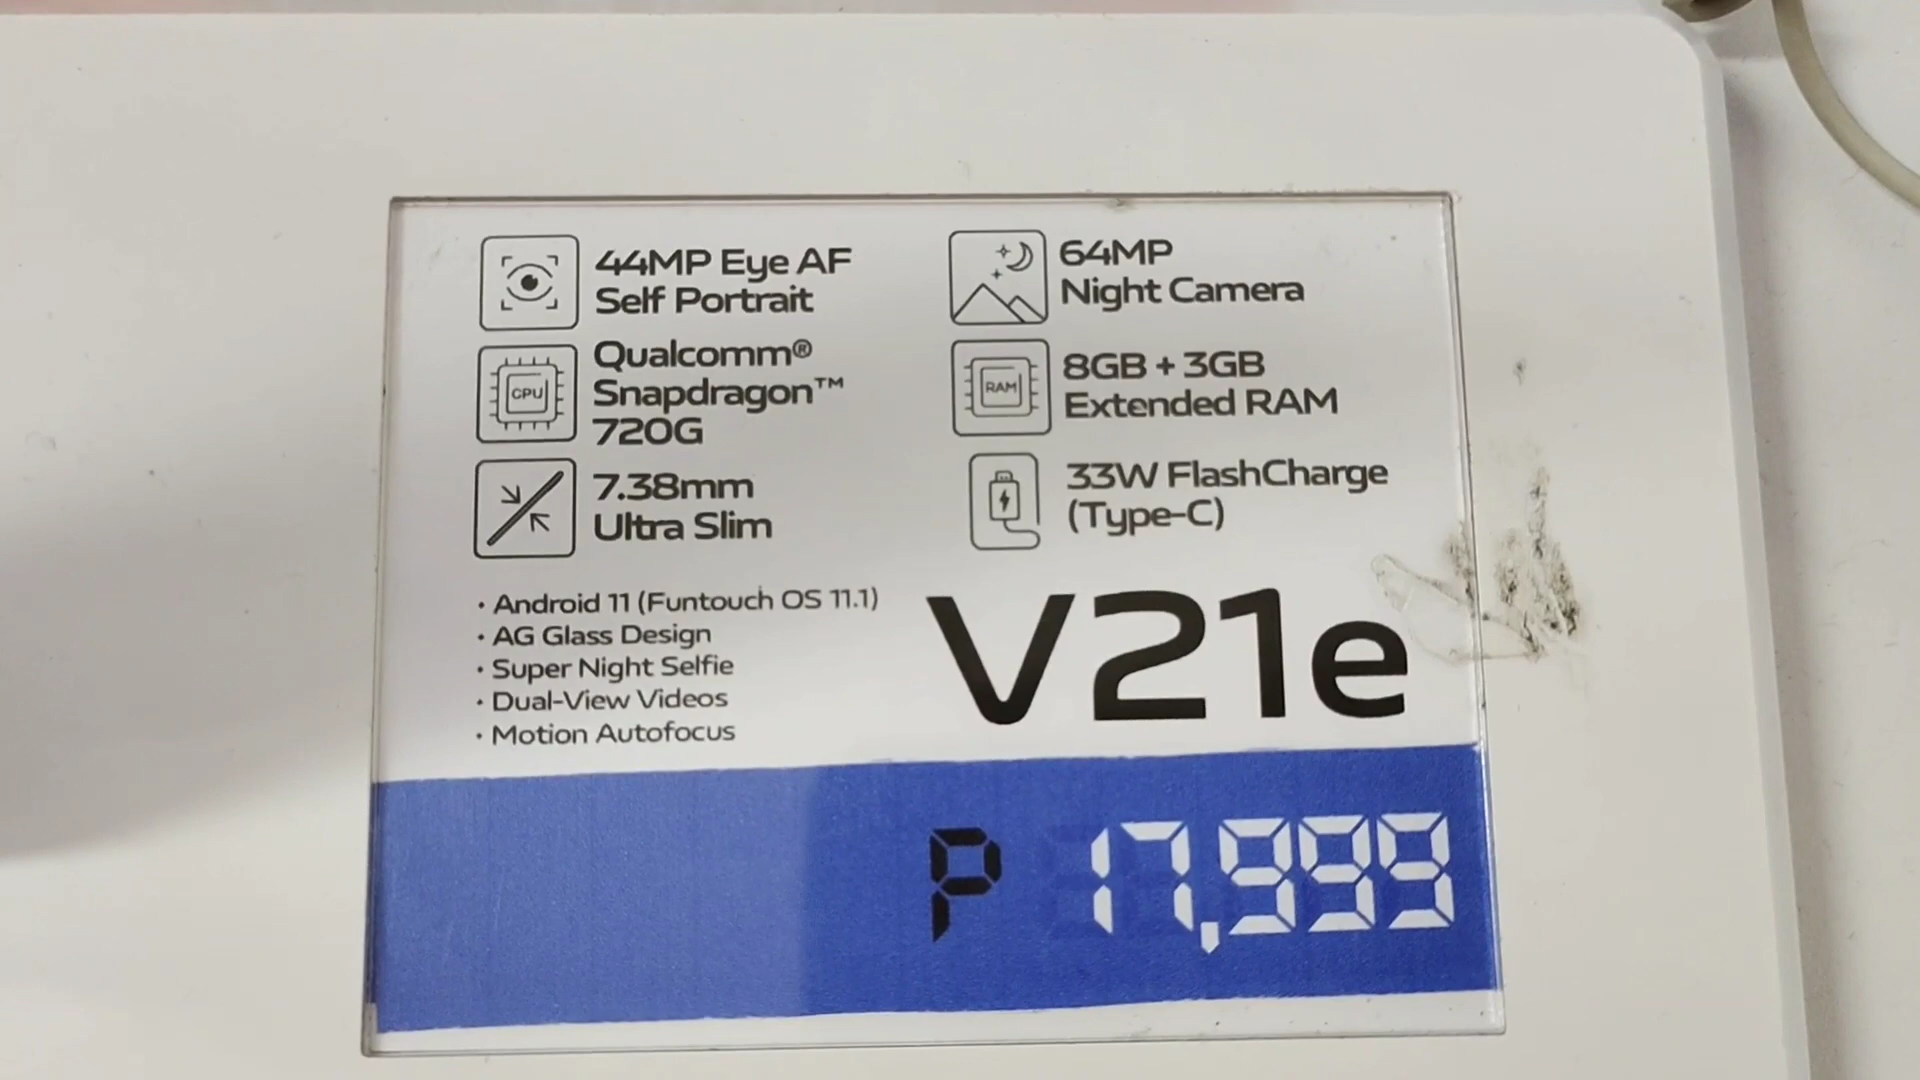 44MP Eye AF
Self Portrait
64MP
Night Camera
CPU
Qualcomm®
Snapdragon™
720G
RAM
8GB + 3GB
Extended RAM
7.38mm
Ultra Slim
33W FlashCharge
(Type-C)
• Android 11 (Funtouch OS 11.1)
• AG Glass Design
• Super Night Selfie
• Dual-View Videos
• Motion Autofocus
V21e
P 17,999